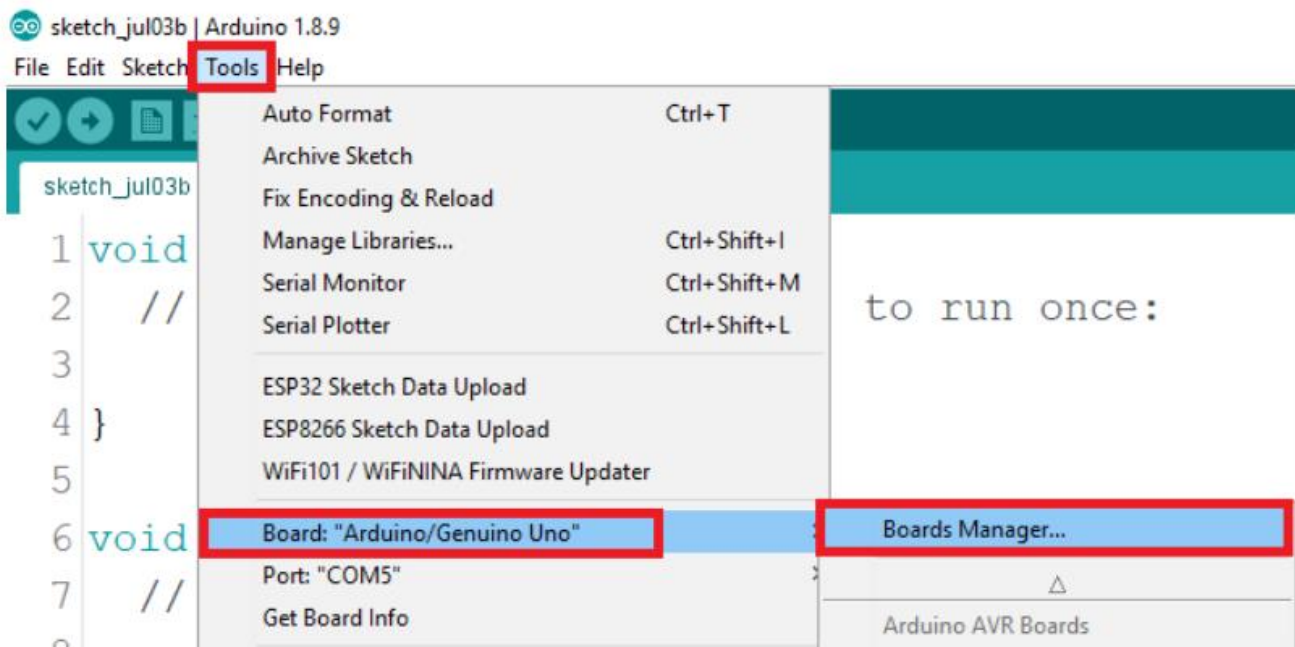 sketch_jul03b | Arduino 1.8.9
File Edit Sketch Tools Help
Auto Format Ctrl+T
Archive Sketch
sketch_jul03b
Fix Encoding & Reload
1 void
Manage Libraries... Ctrl+Shift+I
Serial Monitor Ctrl+Shift+M
2 // to run once:
Serial Plotter Ctrl+Shift+L
3
ESP32 Sketch Data Upload
4 }
ESP8266 Sketch Data Upload
WiFi101 / WiFiNINA Firmware Updater
5
6 void
Board: "Arduino/Genuino Uno"
Boards Manager...
Port: "COM5"
7 //
Get Board Info
Arduino AVR Boards